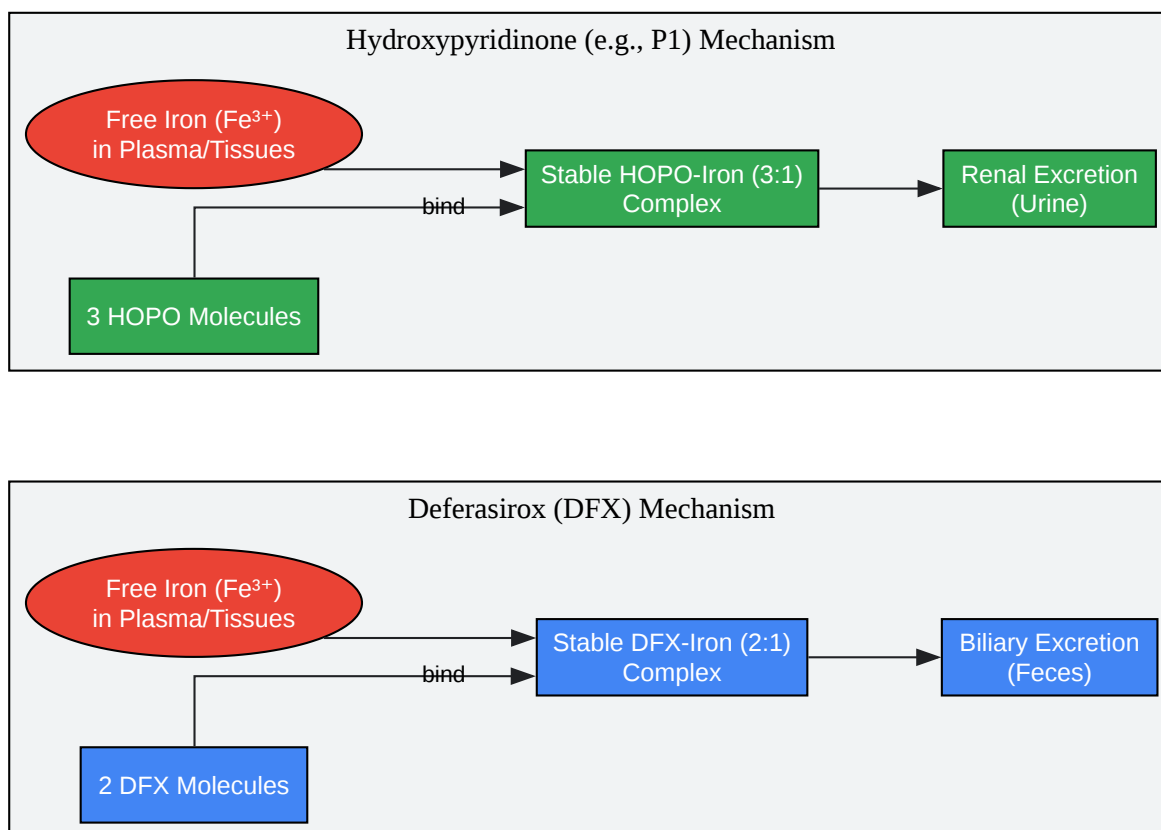 Hydroxypyridinone (e.g., P1) Mechanism
Free Iron (Fe³⁺)
in Plasma/Tissues
bind
Stable HOPO-Iron (3:1)
Complex
Renal Excretion
(Urine)
3 HOPO Molecules
Deferasirox (DFX) Mechanism
Free Iron (Fe³⁺)
in Plasma/Tissues
bind
Stable DFX-Iron (2:1)
Complex
Biliary Excretion
(Feces)
2 DFX Molecules